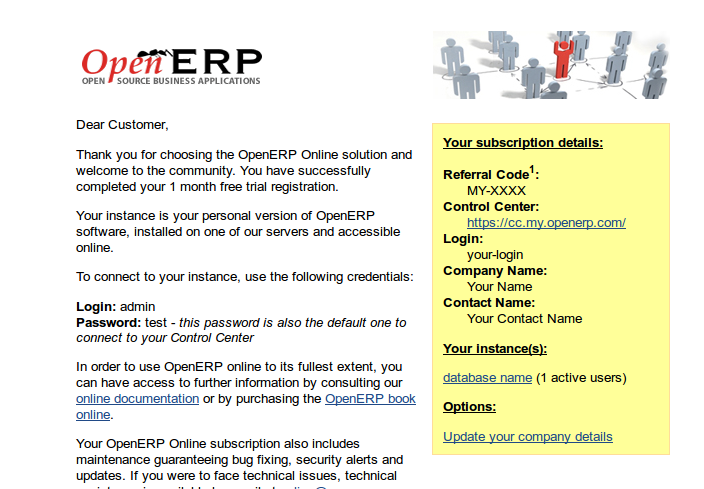 Open ERP
OPEN SOURCE BUSINESS APPLICATIONS
Dear Customer,
Thank you for choosing the OpenERP Online solution and
welcome to the community. You have successfully
completed your 1 month free trial registration.
Your instance is your personal version of OpenERP
software, installed on one of our servers and accessible
online.
To connect to your instance, use the following credentials:
Login: admin
Password: test - this password is also the default one to
connect to your Control Center
In order to use OpenERP online to its fullest extent, you
can have access to further information by consulting our
online documentation or by purchasing the OpenERP book
online.
Your OpenERP Online subscription also includes
maintenance guaranteeing bug fixing, security alerts and
updates. If you were to face technical issues, technical
Your subscription details:
Referral Code1:
MY-XXXX
Control Center:
https://cc.my.openerp.com/
Login:
your-login
Company Name:
Your Name
Contact Name:
Your Contact Name
Your instance(s):
database name (1 active users)
Options:
Update your company details